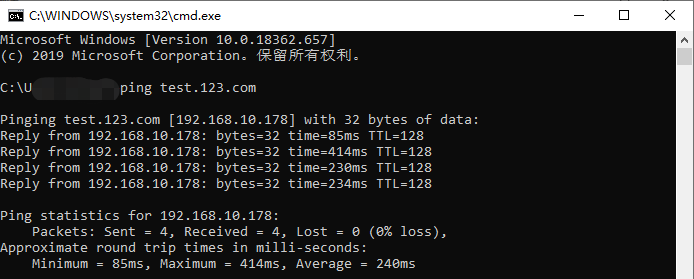 C:\WINDOWS\system32\cmd.exe
Microsoft Windows [Version 10.0.18362.657]
(c) 2019 Microsoft Corporation。保留所有权利。
C:\U ping test.123.com
Pinging test.123.com [192.168.10.178] with 32 bytes of data:
Reply from 192.168.10.178: bytes=32 time=85ms TTL=128
Reply from 192.168.10.178: bytes=32 time=414ms TTL=128
Reply from 192.168.10.178: bytes=32 time=230ms TTL=128
Reply from 192.168.10.178: bytes=32 time=234ms TTL=128
Ping statistics for 192.168.10.178:
Packets: Sent = 4, Received = 4, Lost = 0 (0% loss),
Approximate round trip times in milli-seconds:
Minimum = 85ms, Maximum = 414ms, Average = 240ms